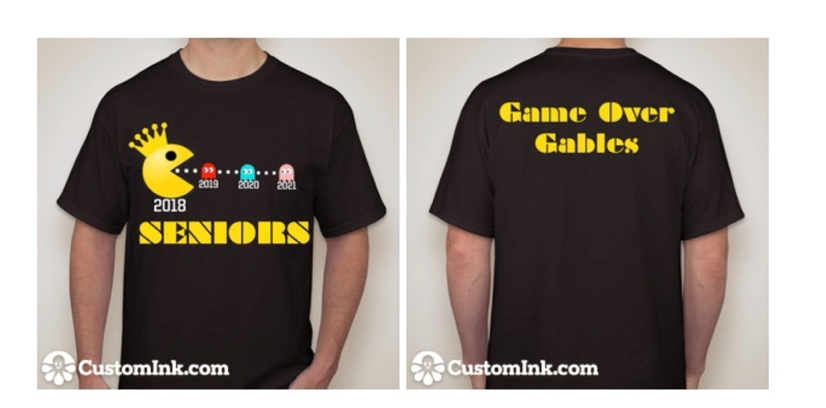 2019
2020
2021
2018
SENIORS
CustomInk.com
Game Over
Gables
CustomInk.com